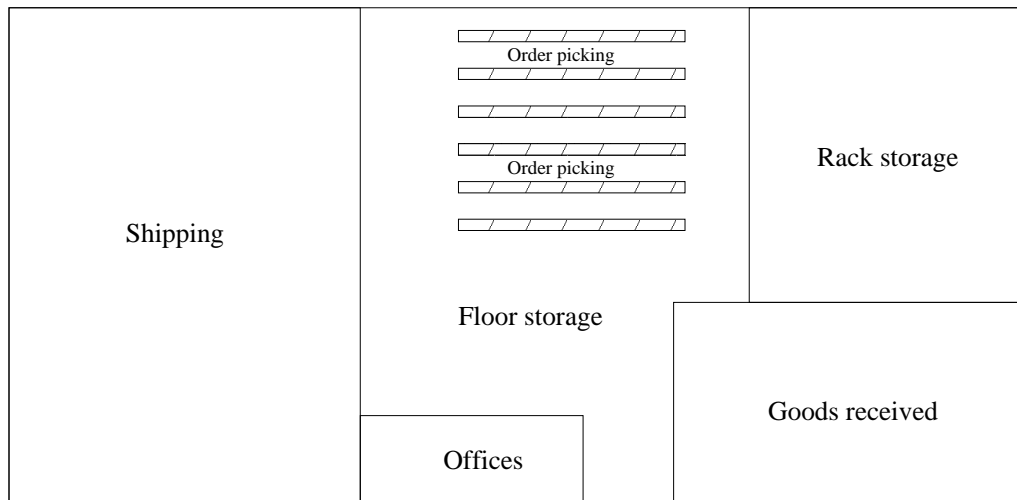 Order picking
Rack storage
Order picking
Shipping
Floor storage
Goods received
Offices